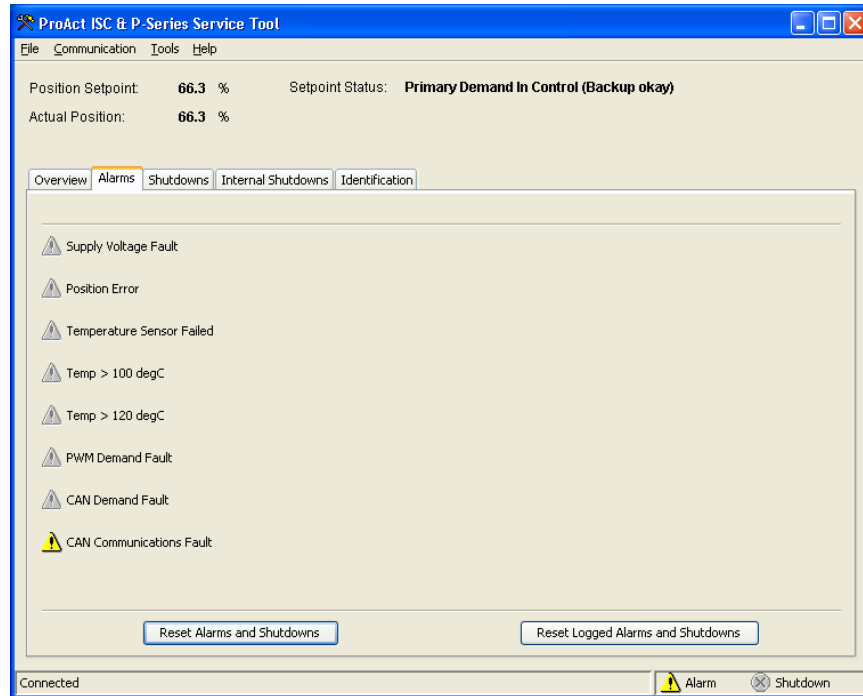 ProAct ISC & P-Series Service Tool
File Communication Tools Help
Position Setpoint: 66.3 % Setpoint Status: Primary Demand In Control (Backup okay)
Actual Position: 66.3 %
Overview Alarms Shutdowns Internal Shutdowns Identification
Supply Voltage Fault
Position Error
Temperature Sensor Failed
Temp > 100 degC
Temp > 120 degC
PWM Demand Fault
CAN Demand Fault
CAN Communications Fault
Reset Alarms and Shutdowns Reset Logged Alarms and Shutdowns
Connected Alarm Shutdown